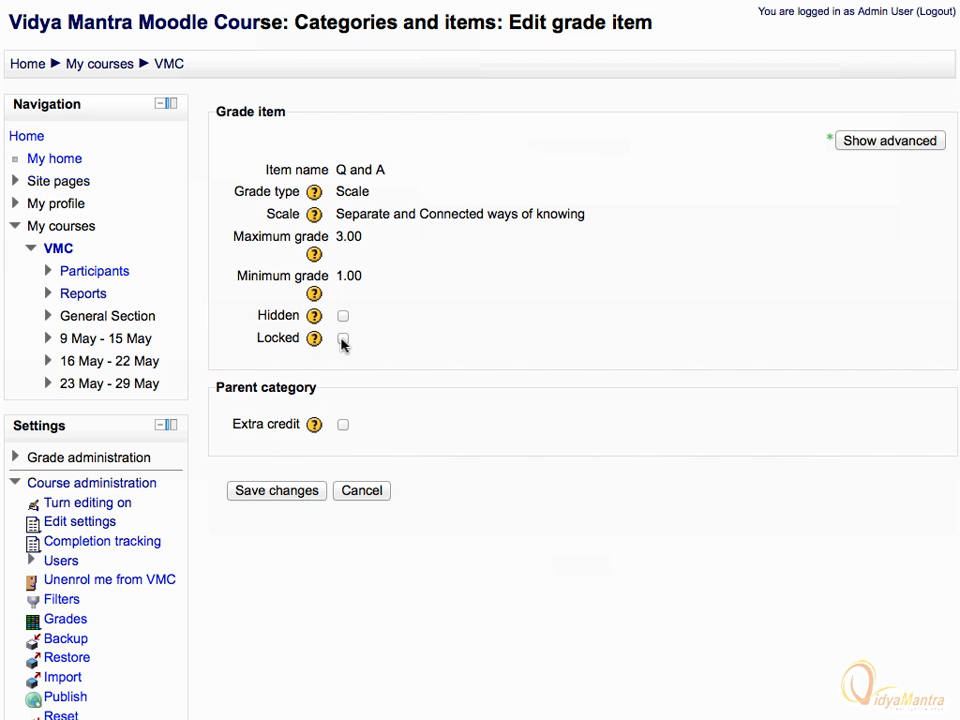 Vidya Mantra Moodle Course: Categories and items: Edit grade item
You are logged in as Admin User (Logout)
Home ► My courses ► VMC
Navigation
Home
My home
Site pages
My profile
My courses
VMC
Participants
Reports
General Section
9 May - 15 May
16 May - 22 May
23 May - 29 May
Settings
Grade administration
Course administration
Turn editing on
Edit settings
Completion tracking
Users
Unenrol me from VMC
Filters
Grades
Backup
Restore
Import
Publish
Reset
Grade item
* Show advanced
Item name Q and A
Grade type ? Scale
Scale ? Separate and Connected ways of knowing
Maximum grade 3.00
?
Minimum grade 1.00
?
Hidden ?
Locked ?
Parent category
Extra credit ?
Save changes Cancel
VidyaMantra